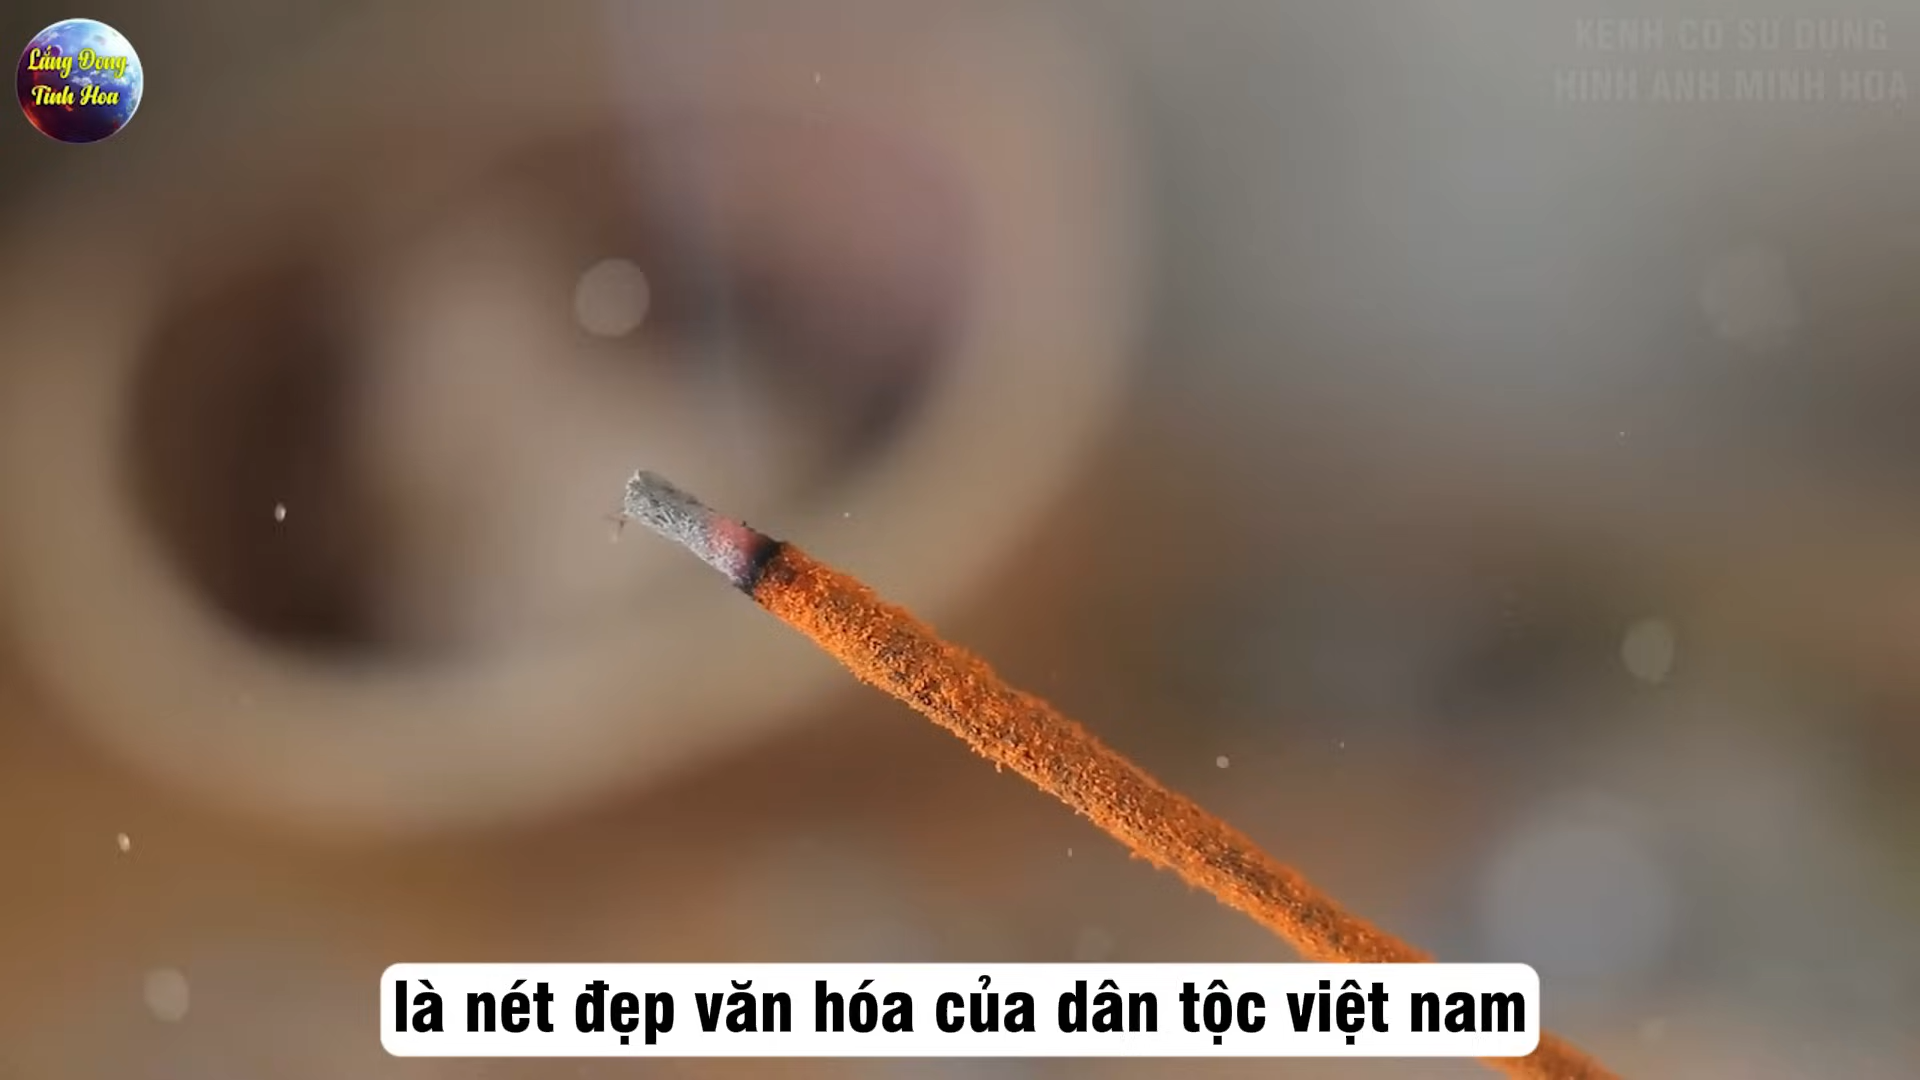 Lắng Đọng
Tinh Hoa
KÊNH CÓ SỬ DỤNG
HÌNH ẢNH MINH HOẠ
là nét đẹp văn hóa của dân tộc việt nam